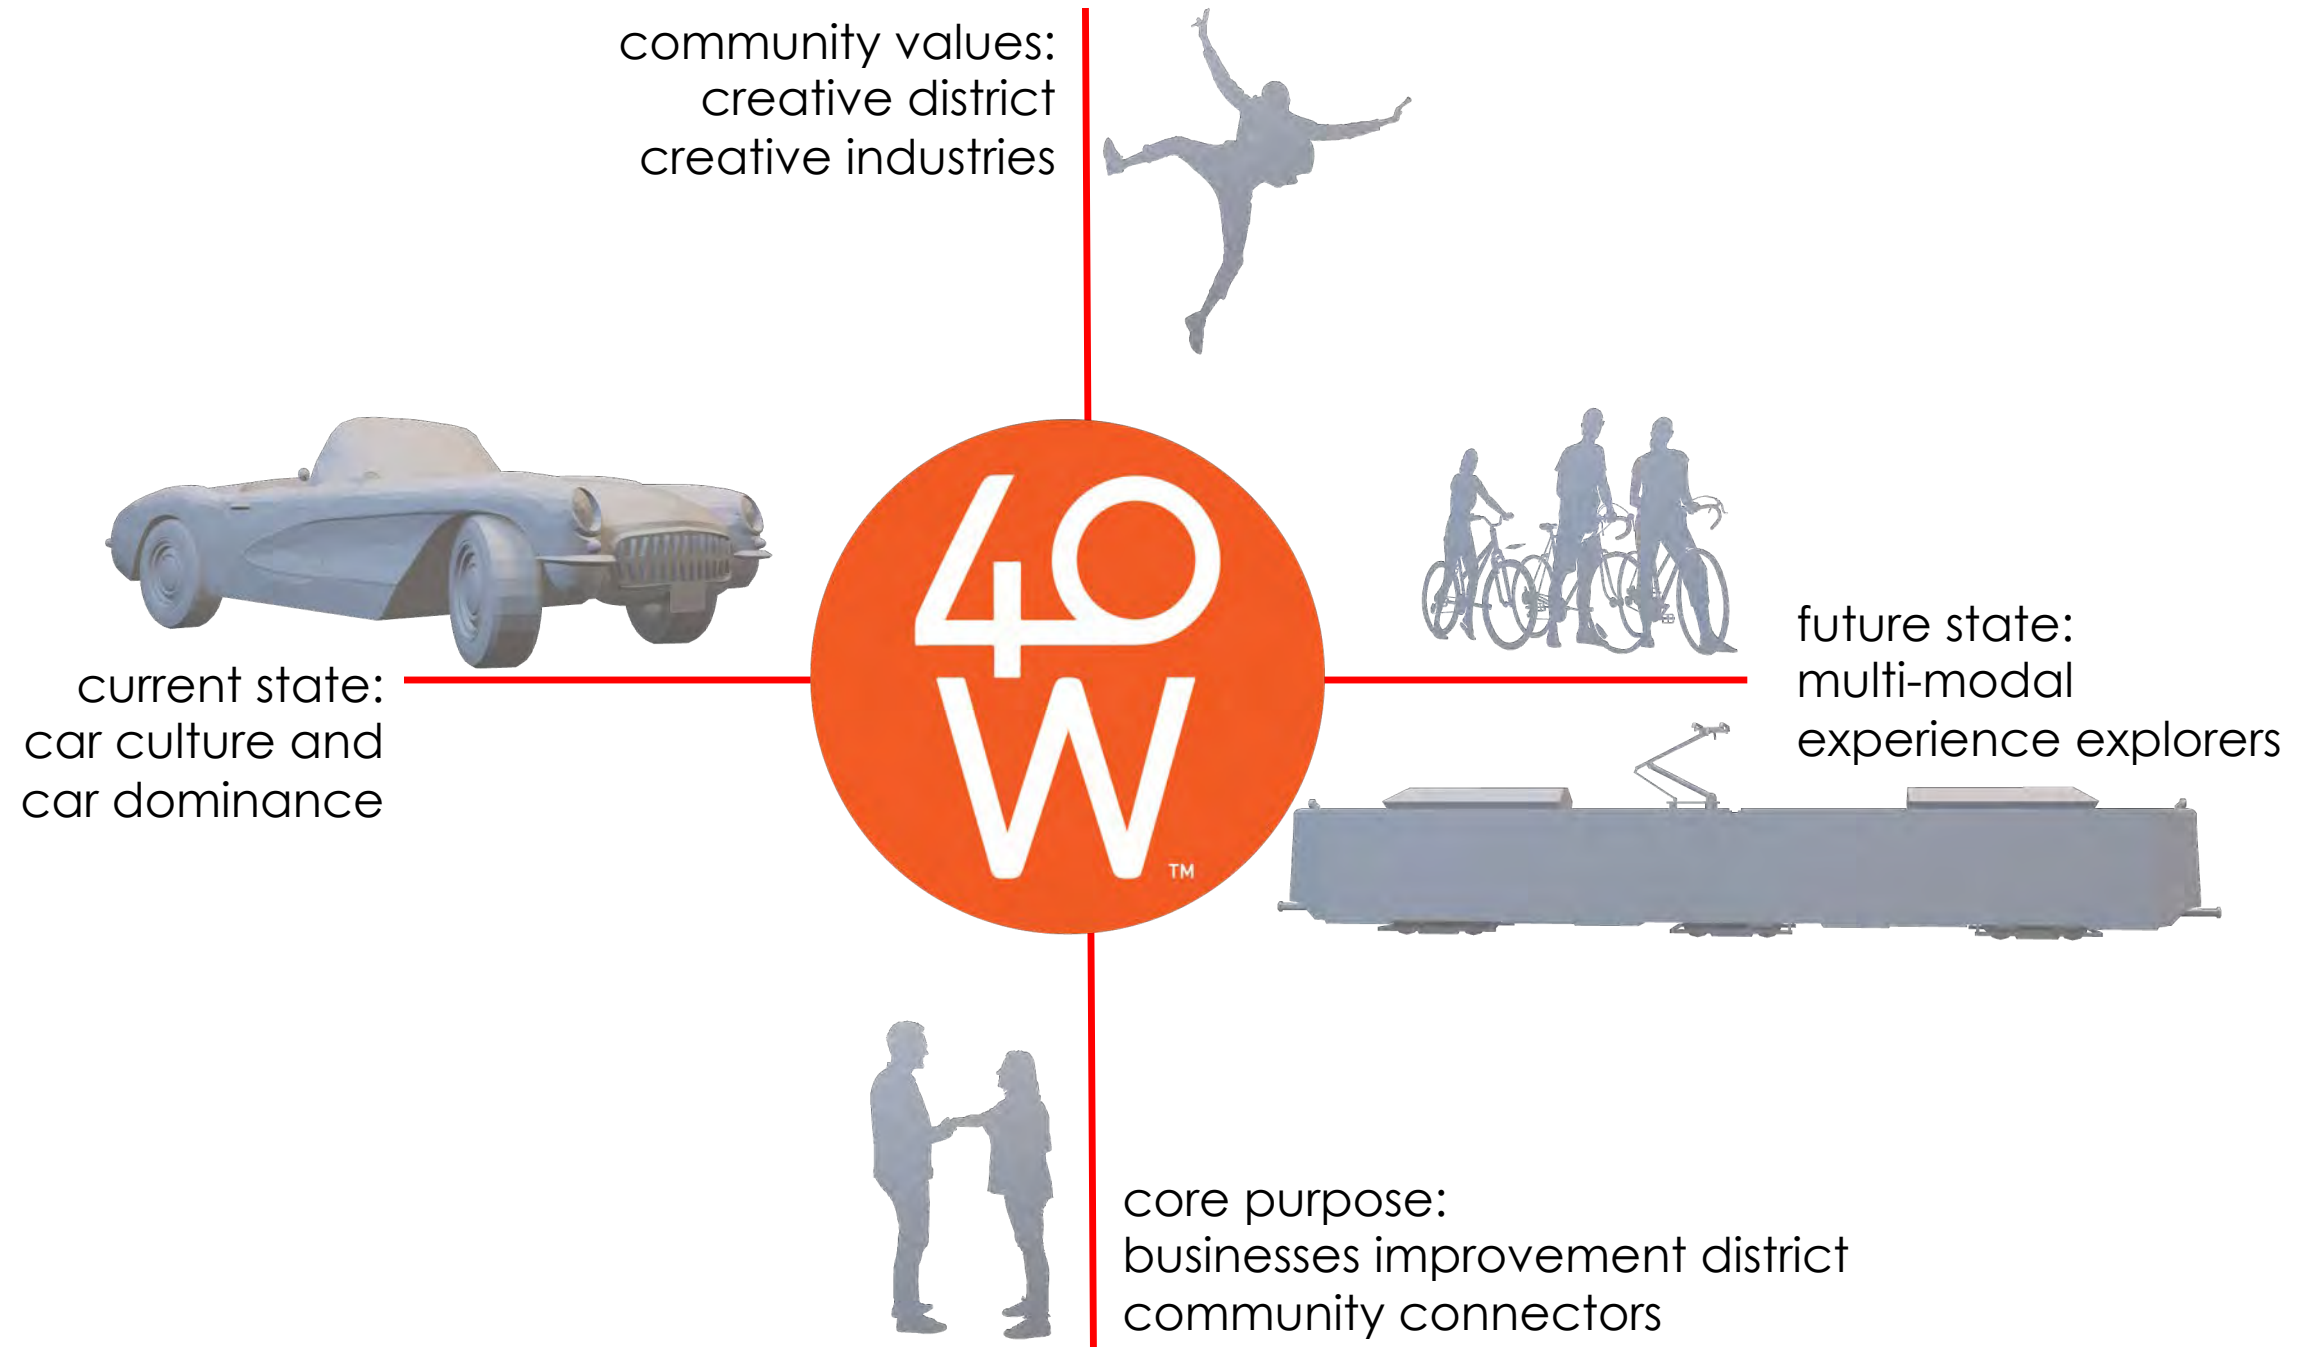 community values:
creative district
creative industries
40
W
TM
current state:
car culture and
car dominance
future state:
multi-modal
experience explorers
core purpose:
businesses improvement district
community connectors